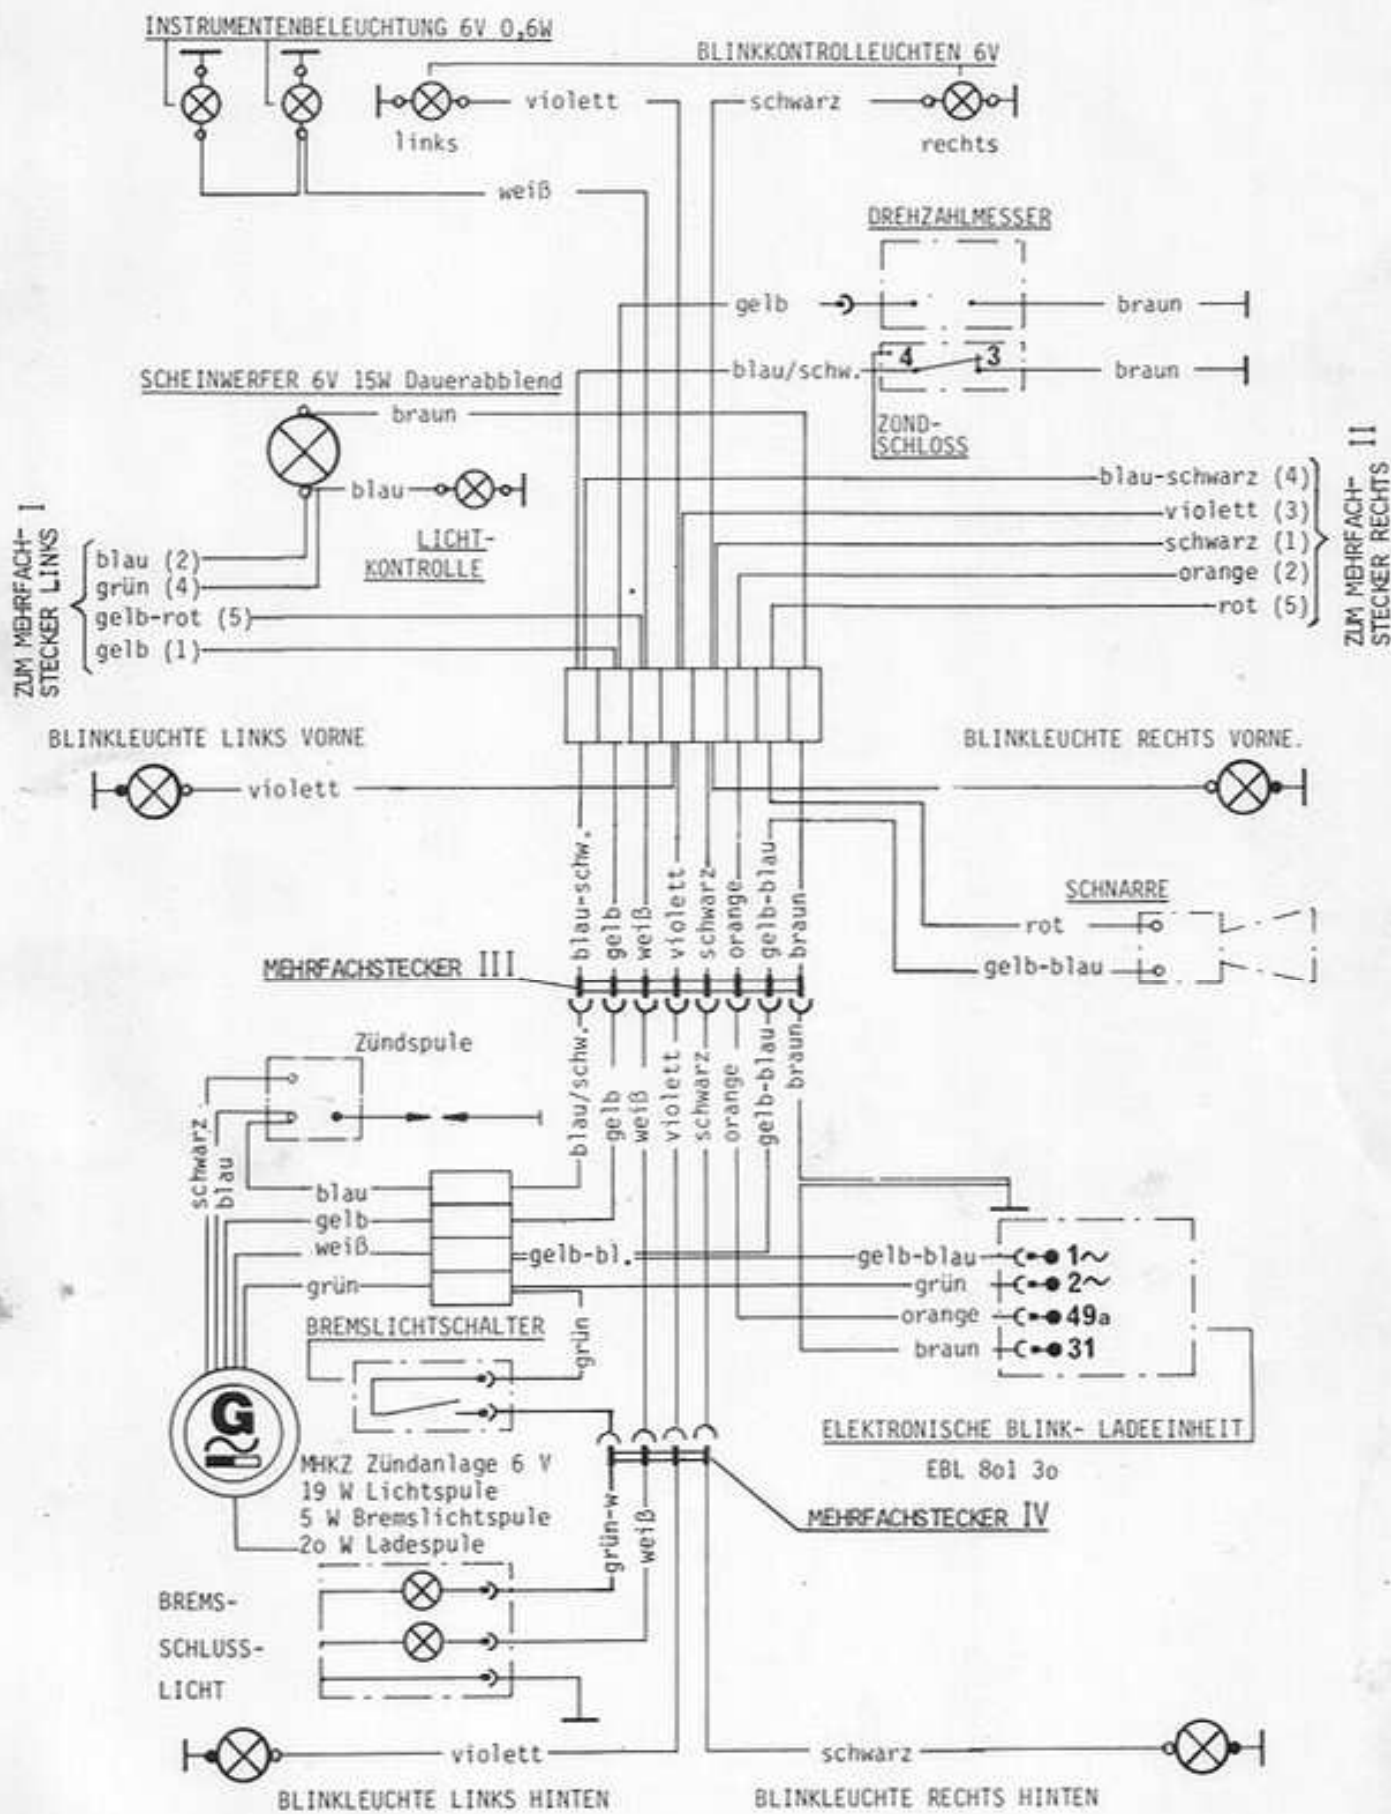 INSTRUMENTENBELEUCHTUNG 6V 0,6W
BLINKKONTROLLEUCHTEN 6V
violett
schwarz
links
rechts
weiß
DREHZAHLMESSER
gelb
braun
blau/schw.
4
3
braun
SCHEINWERFER 6V 15W Dauerabblend
braun
ZÜND-
SCHLOSS
blau
LICHT-
KONTROLLE
ZUM MEHRFACH- I
STECKER LINKS
blau (2)
grün (4)
gelb-rot (5)
gelb (1)
blau-schwarz (4)
violett (3)
schwarz (1)
orange (2)
rot (5)
ZUM MEHRFACH- II
STECKER RECHTS
BLINKLEUCHTE LINKS VORNE
BLINKLEUCHTE RECHTS VORNE.
violett
blau-schw.
gelb
weiß
violett
schwarz
orange
gelb-blau
braun
SCHNARRE
rot
gelb-blau
MEHRFACHSTECKER III
Zündspule
blau/schw.
gelb
weiß
violett
schwarz
orange
gelb-blau
braun
schwarz
blau
blau
gelb
weiß
grün
gelb-bl.
gelb-blau
1~
grün
2~
orange
49a
braun
31
BREMSLICHTSCHALTER
grün
G
ELEKTRONISCHE BLINK- LADEEINHEIT
EBL 8o1 3o
MHKZ Zündanlage 6 V
19 W Lichtspule
5 W Bremslichtspule
2o W Ladespule
MEHRFACHSTECKER IV
grün-w
weiß
BREMS-
SCHLUSS-
LICHT
violett
schwarz
BLINKLEUCHTE LINKS HINTEN
BLINKLEUCHTE RECHTS HINTEN